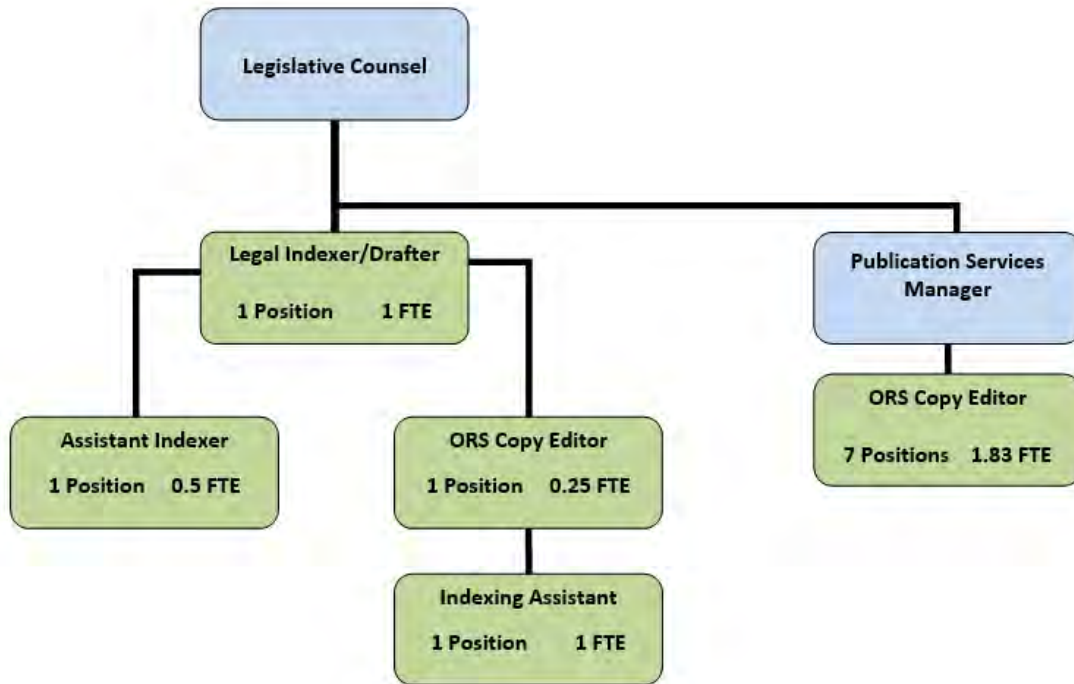 Legislative Counsel
Legal Indexer/Drafter
1 Position 1 FTE
Publication Services
Manager
Assistant Indexer
1 Position 0.5 FTE
ORS Copy Editor
1 Position 0.25 FTE
ORS Copy Editor
7 Positions 1.83 FTE
Indexing Assistant
1 Position 1 FTE